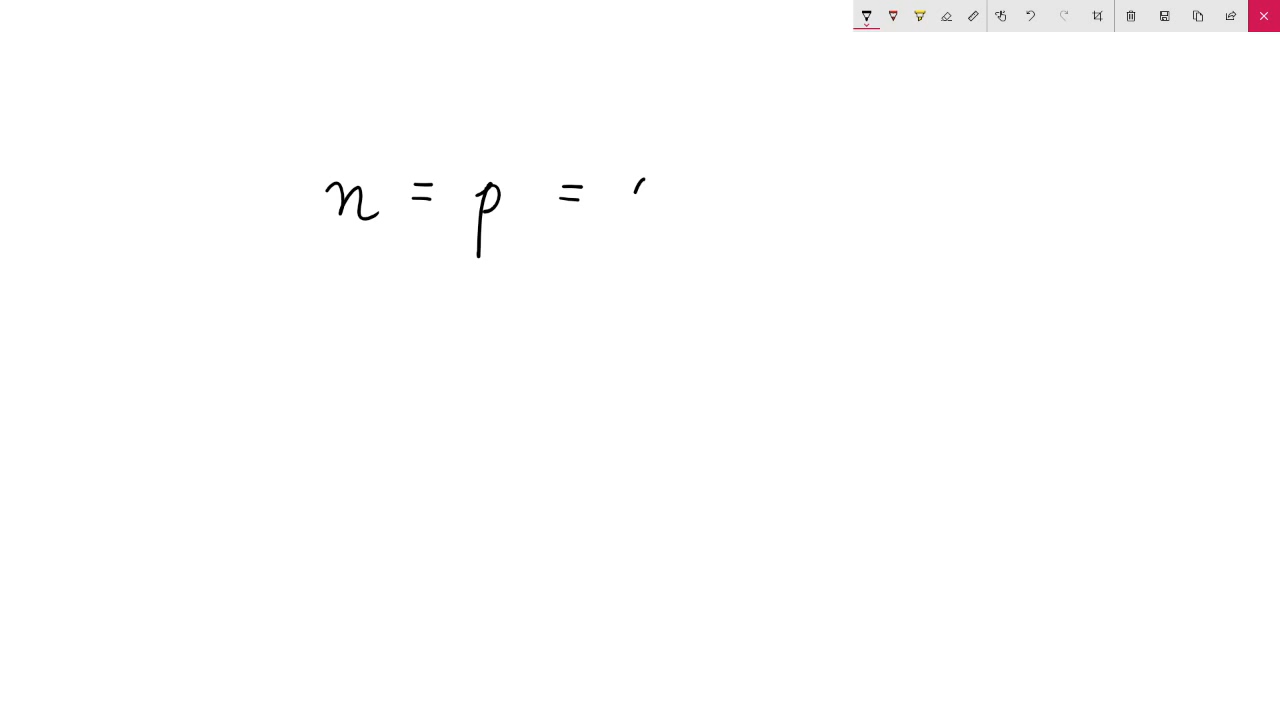 n = p =